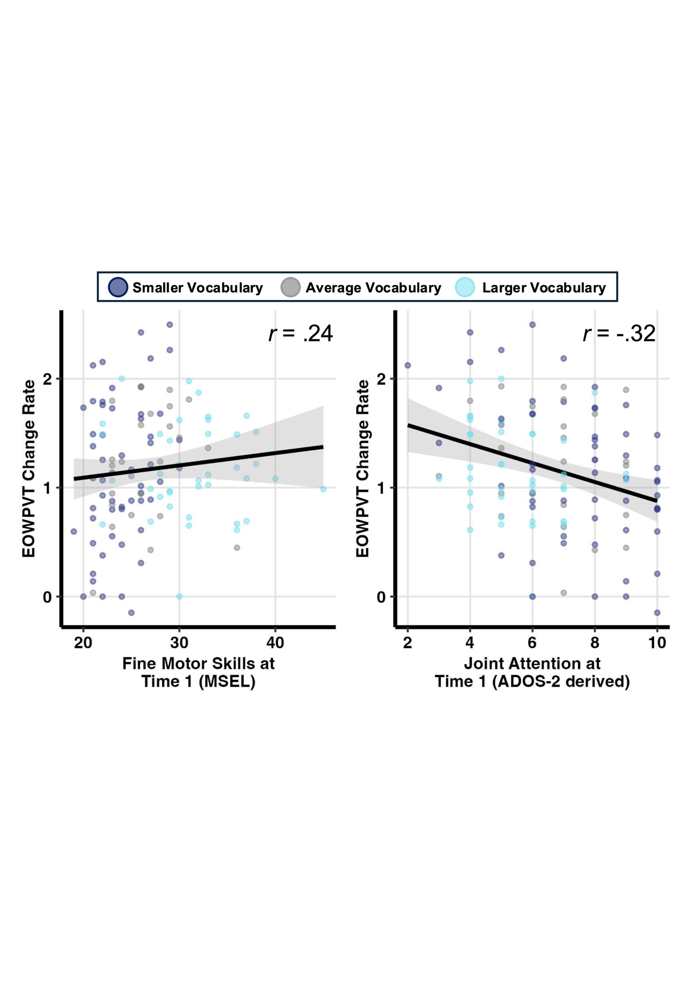 Smaller Vocabulary Average Vocabulary Larger Vocabulary
r = .24
EOWPVT Change Rate
2
1
0
20 30 40
Fine Motor Skills at
Time 1 (MSEL)
r = -.32
EOWPVT Change Rate
2
1
0
2 4 6 8 10
Joint Attention at
Time 1 (ADOS-2 derived)